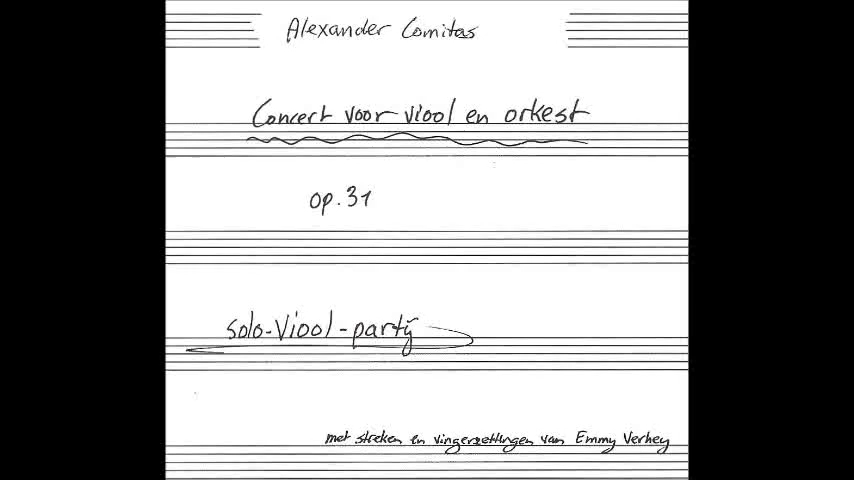 Alexander Comitas
Concert voor viool en orkest
op. 31
solo-viool-partij
met streken en vingerzettingen van Emmy Verhey